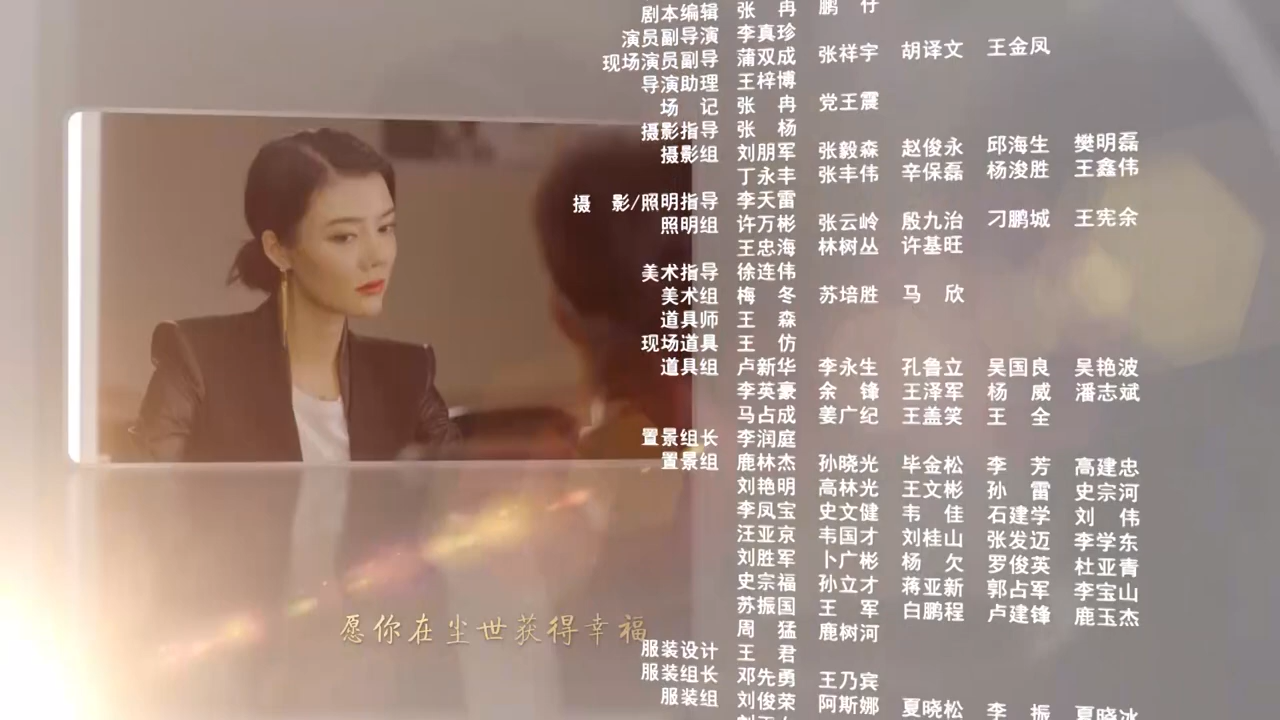 剧本编辑 张冉 鹏仔
演员副导演 李真珍
现场演员副导 蒲双成 张祥宇 胡译文 王金凤
导演助理 王梓博
场记 张冉 党王震
摄影指导 张杨
摄影组 刘朋军 张毅森 赵俊永 邱海生 樊明磊
丁永丰 张丰伟 辛保磊 杨浚胜 王鑫伟
摄影/照明指导 李天雷
照明组 许万彬 张云岭 殷九治 刁鹏城 王宪余
王忠海 林树丛 许基旺
美术指导 徐连伟
美术组 梅冬 苏培胜 马欣
道具师 王森
现场道具 王仿
道具组 卢新华 李永生 孔鲁立 吴国良 吴艳波
李英豪 余锋 王泽军 杨威 潘志斌
马占成 姜广纪 王盖笑 王全
置景组长 李润庭
置景组 鹿林杰 孙晓光 毕金松 李芳 高建忠
刘艳明 高林光 王文彬 孙雷 史宗河
李凤宝 史文健 韦佳 石建学 刘伟
汪亚京 韦国才 刘桂山 张发迈 李学东
刘胜军 卜广彬 杨欠 罗俊英 杜亚青
史宗福 孙立才 蒋亚新 郭占军 李宝山
苏振国 王军 白鹏程 卢建锋 鹿玉杰
周猛 鹿树河
服装设计 王君
服装组长 邓先勇 王乃宾
服装组 刘俊荣 阿斯娜 夏晓松 李振 夏晓冰
愿你在尘世获得幸福